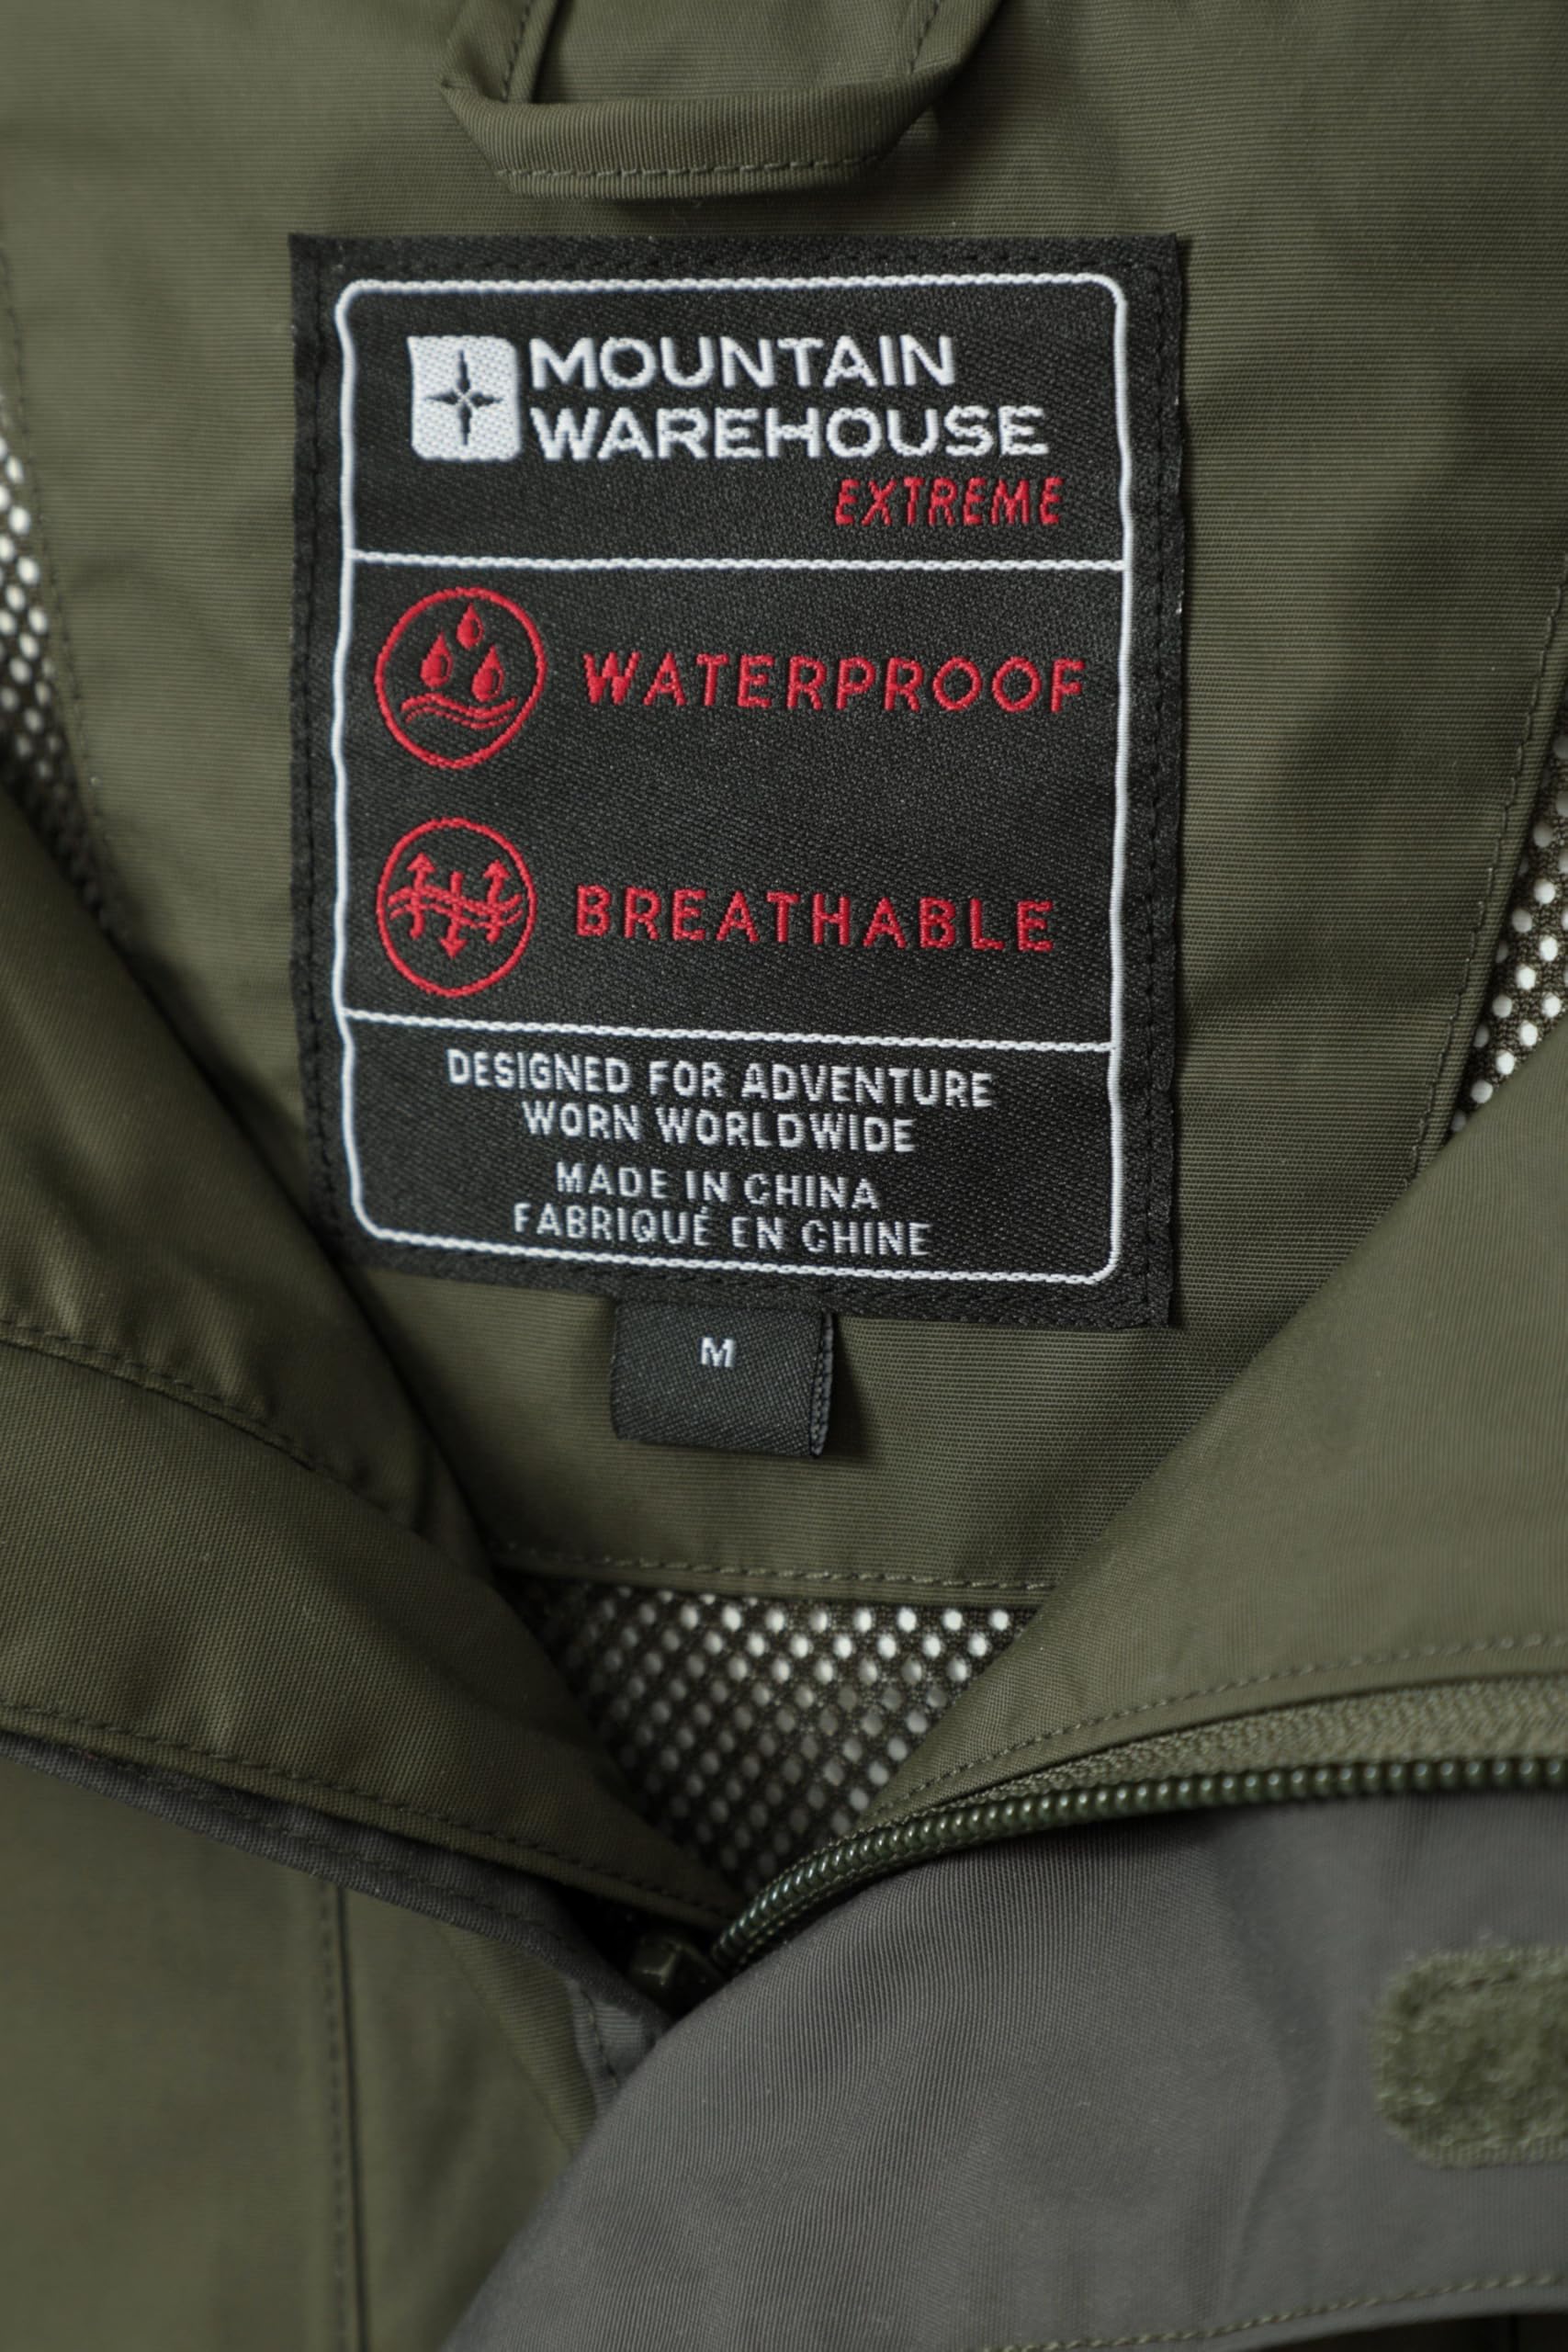 MOUNTAIN
WAREHOUSE
EXTREME
WATERPROOF
BREATHABLE
DESIGNED FOR ADVENTURE
WORN WORLDWIDE
MADE IN CHINA
FABRIQUÉ EN CHINE
M